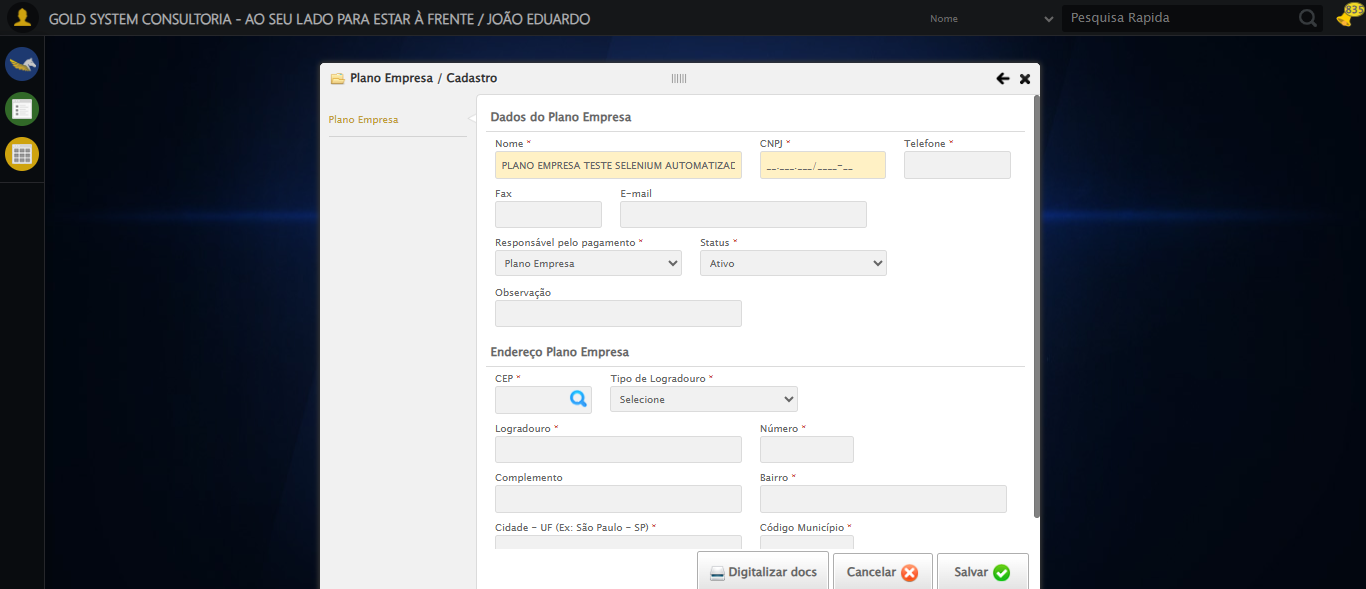 GOLD SYSTEM CONSULTORIA - AO SEU LADO PARA ESTAR À FRENTE / JOÃO EDUARDO
Nome
Pesquisa Rapida
835
Plano Empresa / Cadastro
Plano Empresa
Dados do Plano Empresa
Nome * CNPJ * Telefone *
PLANO EMPRESA TESTE SELENIUM AUTOMATIZAD __.___.___/____-__
Fax E-mail
Responsável pelo pagamento * Status *
Plano Empresa Ativo
Observação
Endereço Plano Empresa
CEP * Tipo de Logradouro *
Selecione
Logradouro * Número *
Complemento Bairro *
Cidade - UF (Ex: São Paulo - SP) * Código Município *
Digitalizar docs Cancelar Salvar